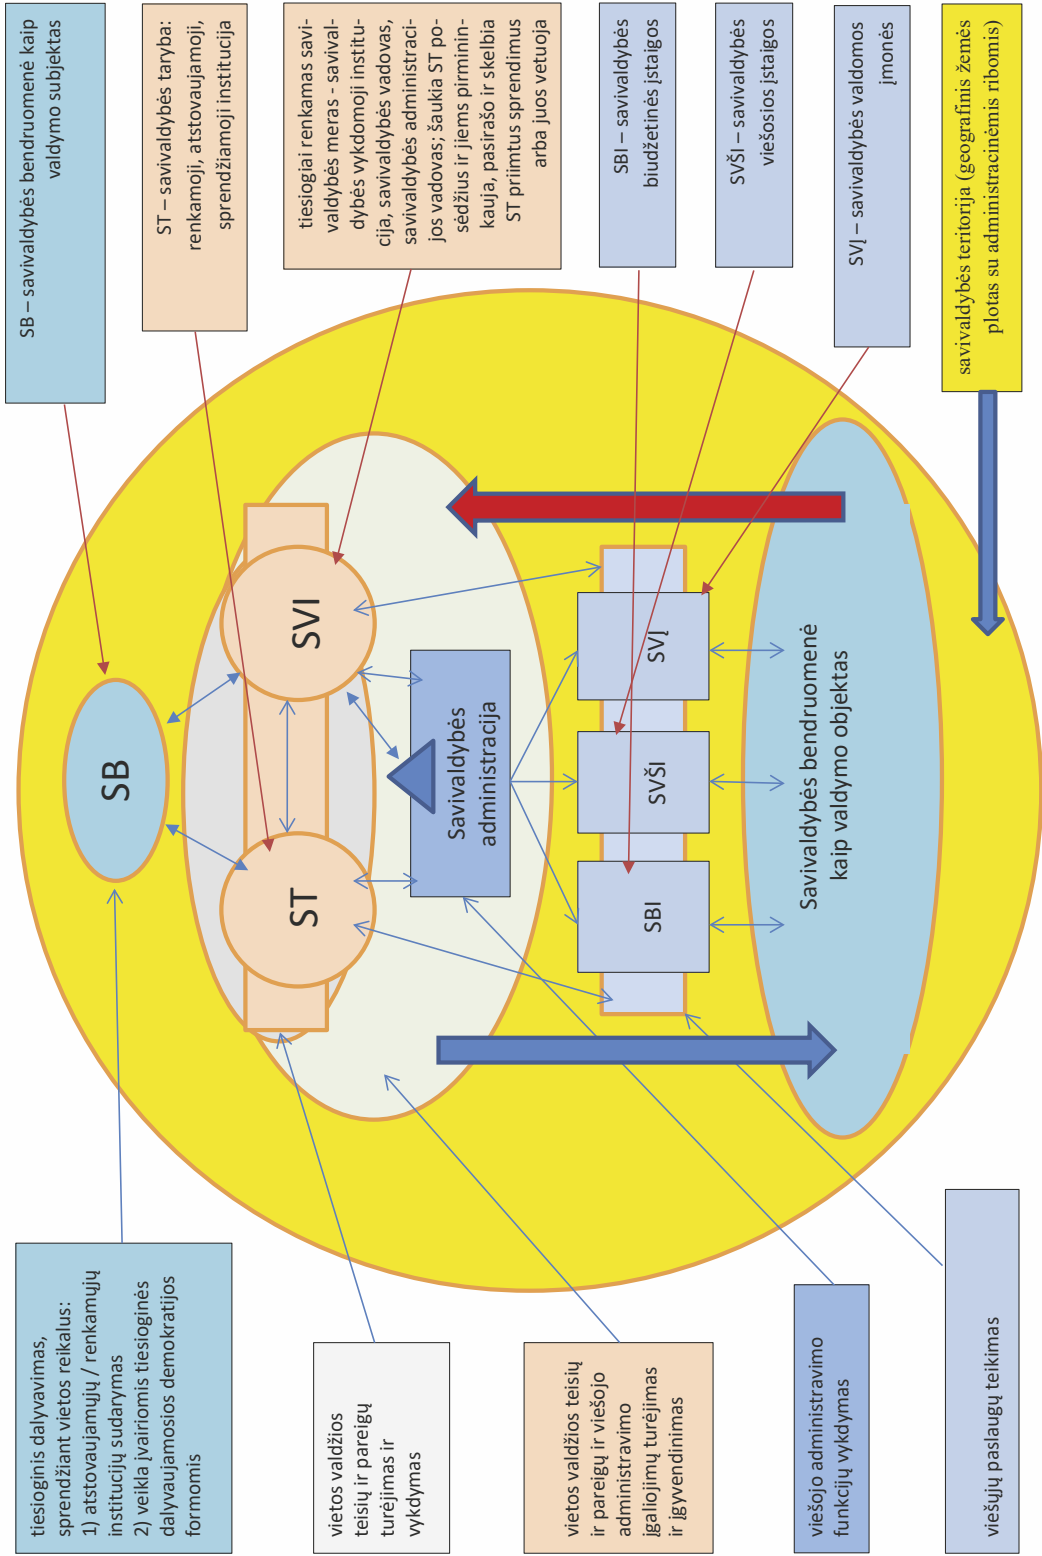 tiesioginis dalyvavimas,
sprendžiant vietos reikalus:
1) atstovaujamųjų / renkamųjų
institucijų sudarymas
2) veikla įvairiomis tiesioginės
dalyvaujamosios demokratijos
formomis
vietos valdžios
teisių ir pareigų
turėjimas ir
vykdymas
vietos valdžios teisių
ir pareigų ir viešojo
administravimo
įgaliojimų turėjimas
ir įgyvendinimas
viešojo administravimo
funkcijų vykdymas
viešųjų paslaugų teikimas
SB
ST
SVI
Savivaldybės
administracija
SBI
SVŠI
SVĮ
Savivaldybės bendruomenė
kaip valdymo objektas
SB – savivaldybės bendruomenė kaip
valdymo subjektas
ST – savivaldybės taryba:
renkamoji, atstovaujamoji,
sprendžiamoji institucija
tiesiogiai renkamas savi-
valdybės meras - savival-
dybės vykdomoji institu-
cija, savivaldybės vadovas,
savivaldybės administraci-
jos vadovas; šaukia ST po-
sėdžius ir jiems pirminin-
kauja, pasirašo ir skelbia
ST priimtus sprendimus
arba juos vetuoja
SBI – savivaldybės
biudžetinės įstaigos
SVŠI – savivaldybės
viešosios įstaigos
SVĮ – savivaldybės valdomos
įmonės
savivaldybės teritorija (geografinis žemės
plotas su administracinėmis ribomis)